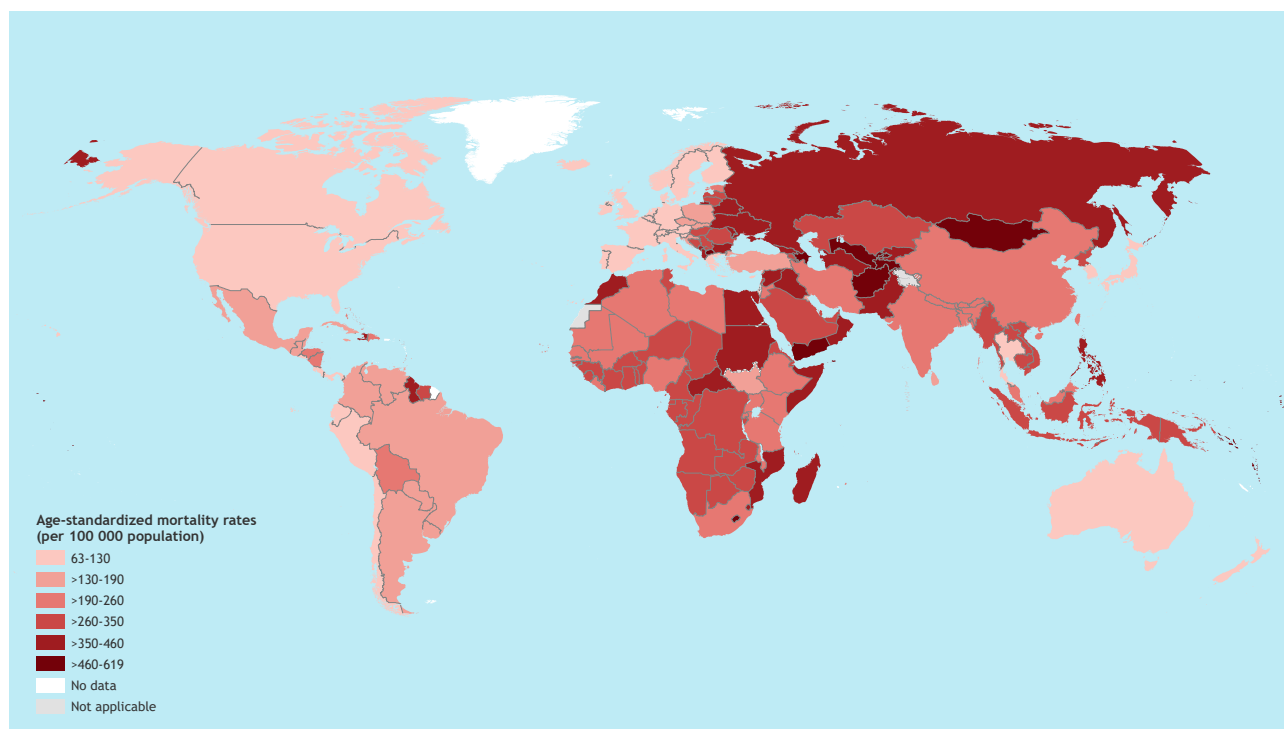 Age-standardized mortality rates
(per 100 000 population)
63-130
>130-190
>190-260
>260-350
>350-460
>460-619
No data
Not applicable